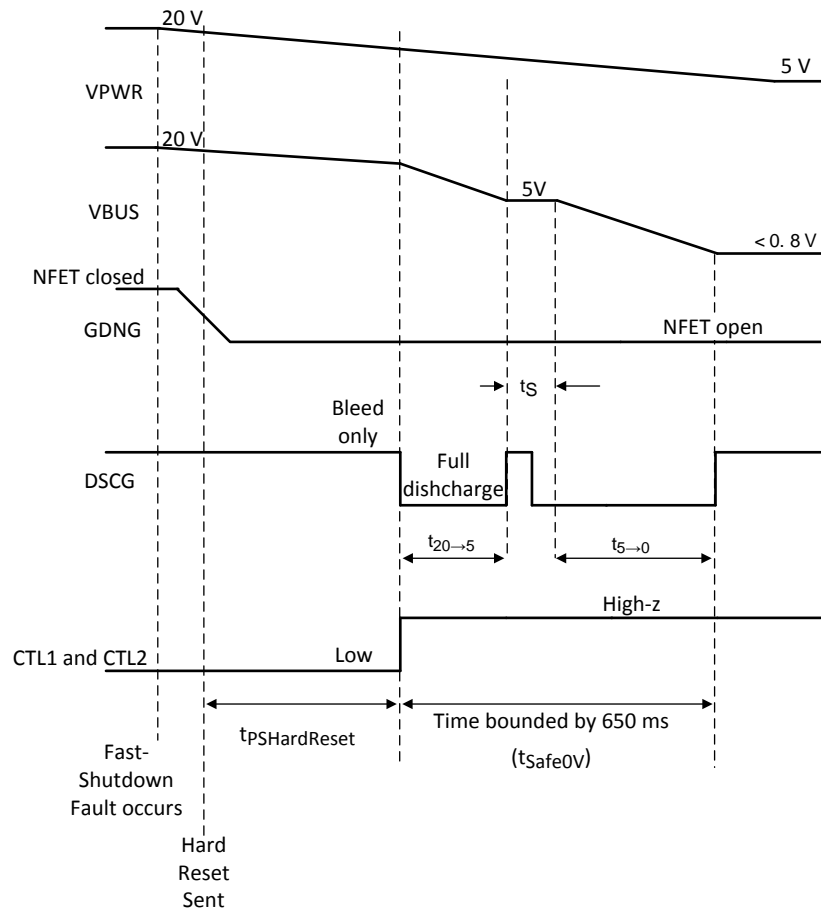 20 V
5 V
VPWR
20 V
5V
VBUS
< 0. 8 V
NFET closed
GDNG
NFET open
tS
Bleed
only
DSCG
Full
dishcharge
t20→5
t5→0
High-z
CTL1 and CTL2
Low
tPSHardReset
Time bounded by 650 ms
(tSafe0V)
Fast-
Shutdown
Fault occurs
Hard
Reset
Sent